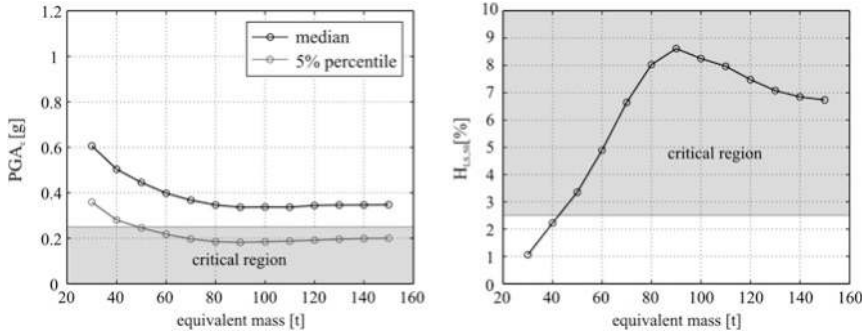 1.2
1
0.8
0.6
0.4
0.2
0
PGAc [g]
median
5% percentile
critical region
20 40 60 80 100 120 140 160
equivalent mass [t]
10
9
8
7
6
5
4
3
2
1
0
[%]
critical region
20 40 60 80 100 120 140 160
equivalent mass [t]